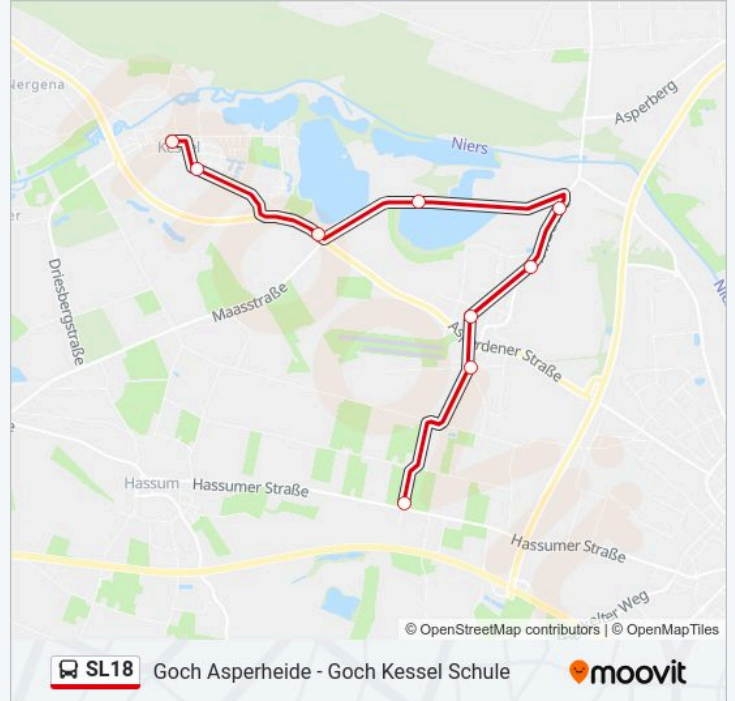 Nergena
Asperberg
Niers
Kessel
Driesbergstraße
Maasstraße
Asperdener Straße
Hassum
Hassumer Straße
Hassumer Straße
© OpenStreetMap contributors | © OpenMapTiles
SL18
Goch Asperheide - Goch Kessel Schule
moovit